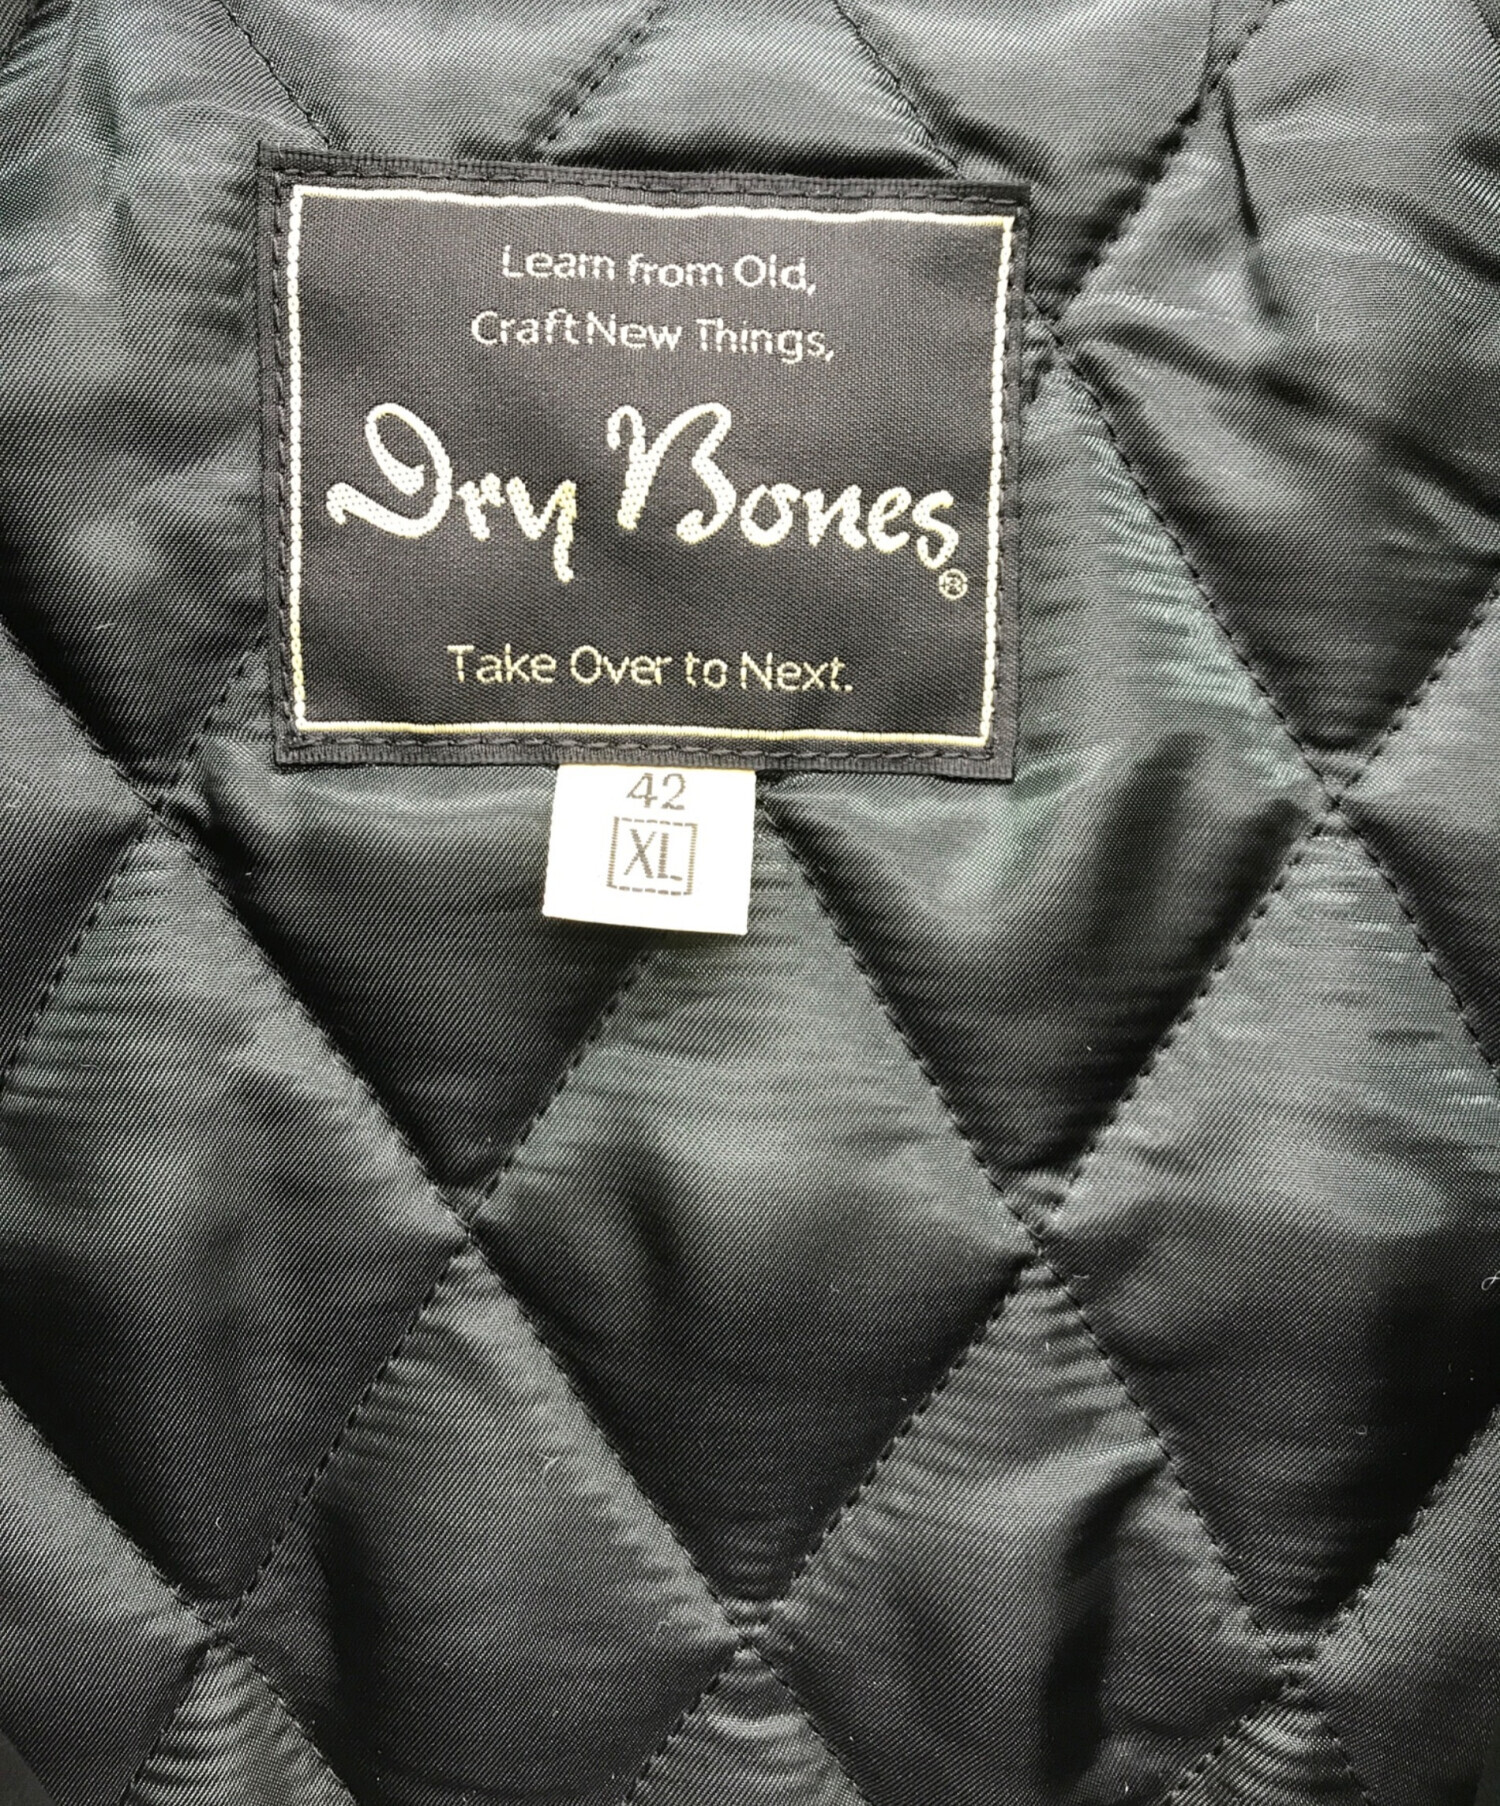 Learn from Old,
Craft New Things,
Dry Bones
®
Take Over to Next.
42
XL